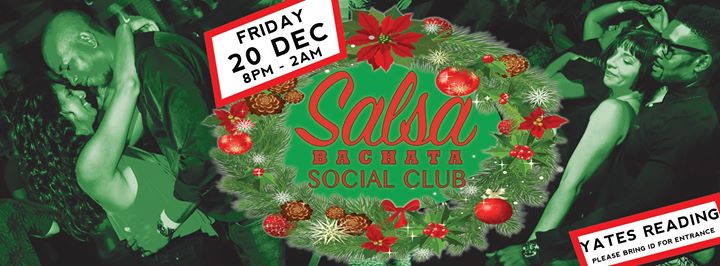 FRIDAY
20 DEC
8PM - 2AM
Salsa
BACHATA
SOCIAL CLUB
YATES READING
PLEASE BRING ID FOR ENTRANCE